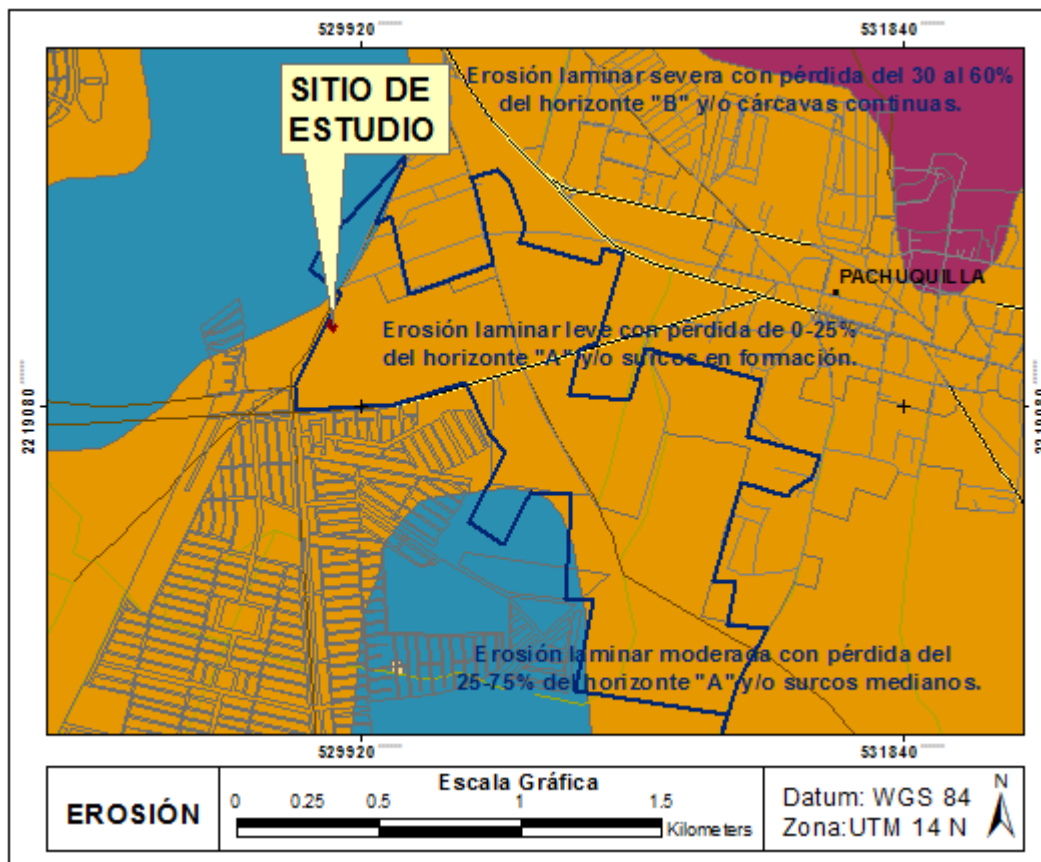 529920
531840
Erosión laminar severa con pérdida del 30 al 60%
del horizonte "B" y/o cárcavas continuas.
SITIO DE
ESTUDIO
PACHUQUILLA
Erosión laminar leve con pérdida de 0-25%
del horizonte "A" y/o surcos en formación.
2219080
2219080
Erosión laminar moderada con pérdida del
25-75% del horizonte "A" y/o surcos medianos.
529920
531840
EROSIÓN
Escala Gráfica
0 0.25 0.5 1 1.5
Kilometers
Datum: WGS 84
Zona:UTM 14 N
N